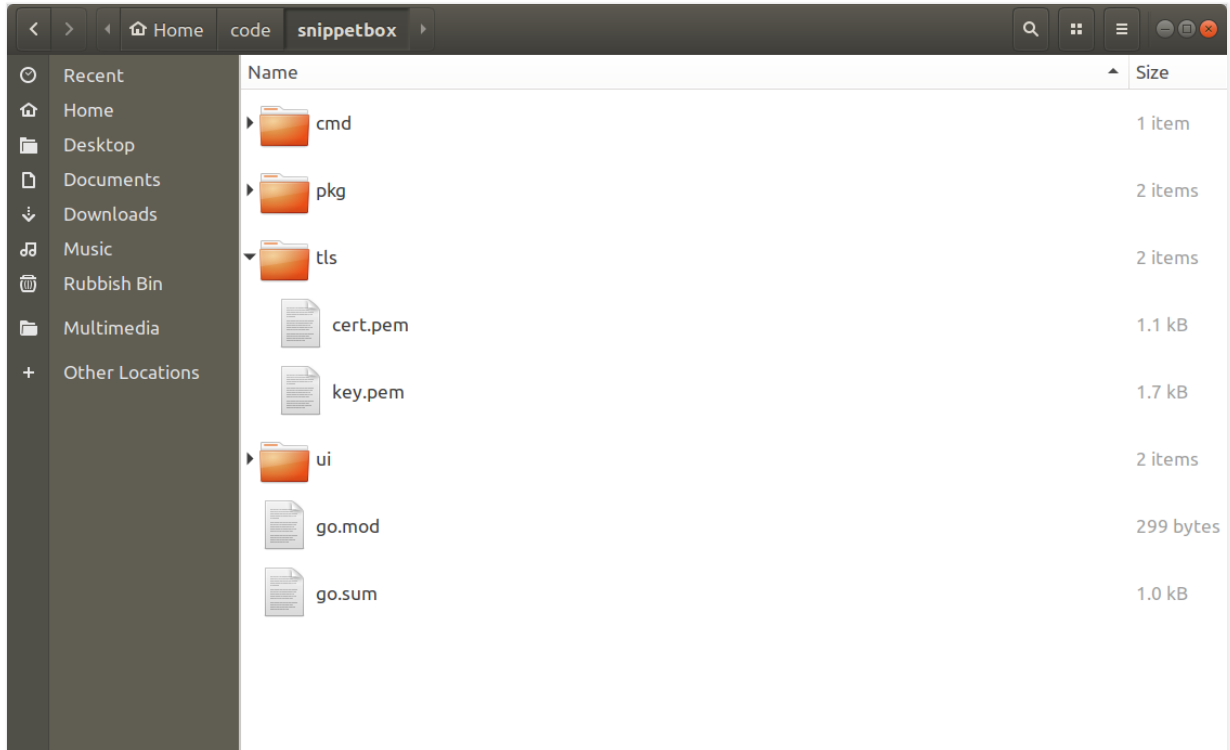 Home code snippetbox
Name Size
Recent
Home
Desktop
Documents
Downloads
Music
Rubbish Bin
Multimedia
Other Locations
cmd 1 item
pkg 2 items
tls 2 items
cert.pem 1.1 kB
key.pem 1.7 kB
ui 2 items
go.mod 299 bytes
go.sum 1.0 kB